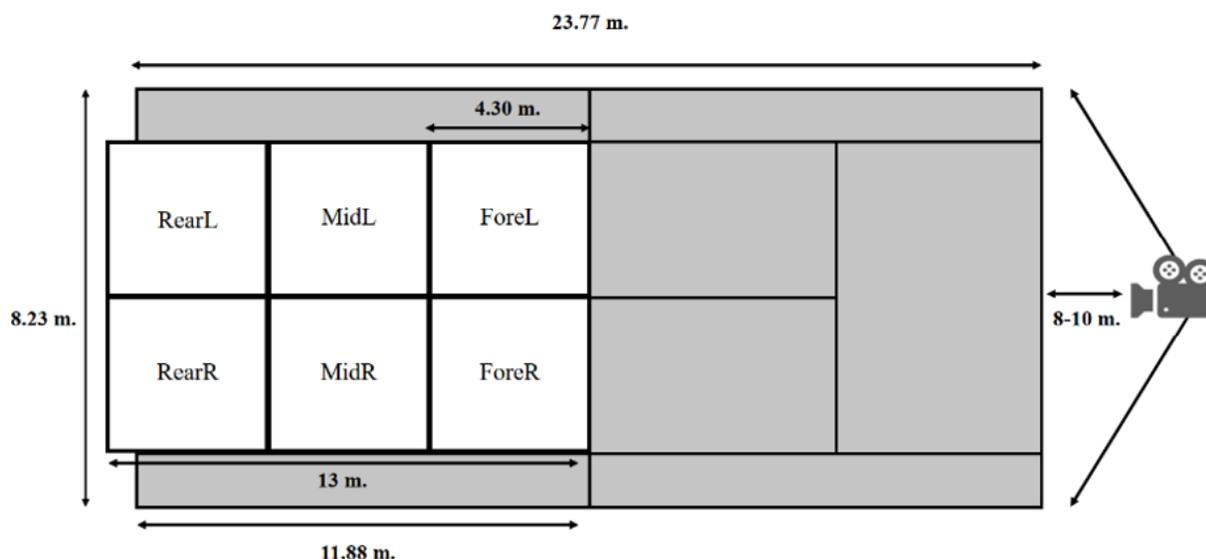 23.77 m.
4.30 m.
RearL
MidL
ForeL
8.23 m.
8-10 m.
RearR
MidR
ForeR
13 m.
11.88 m.